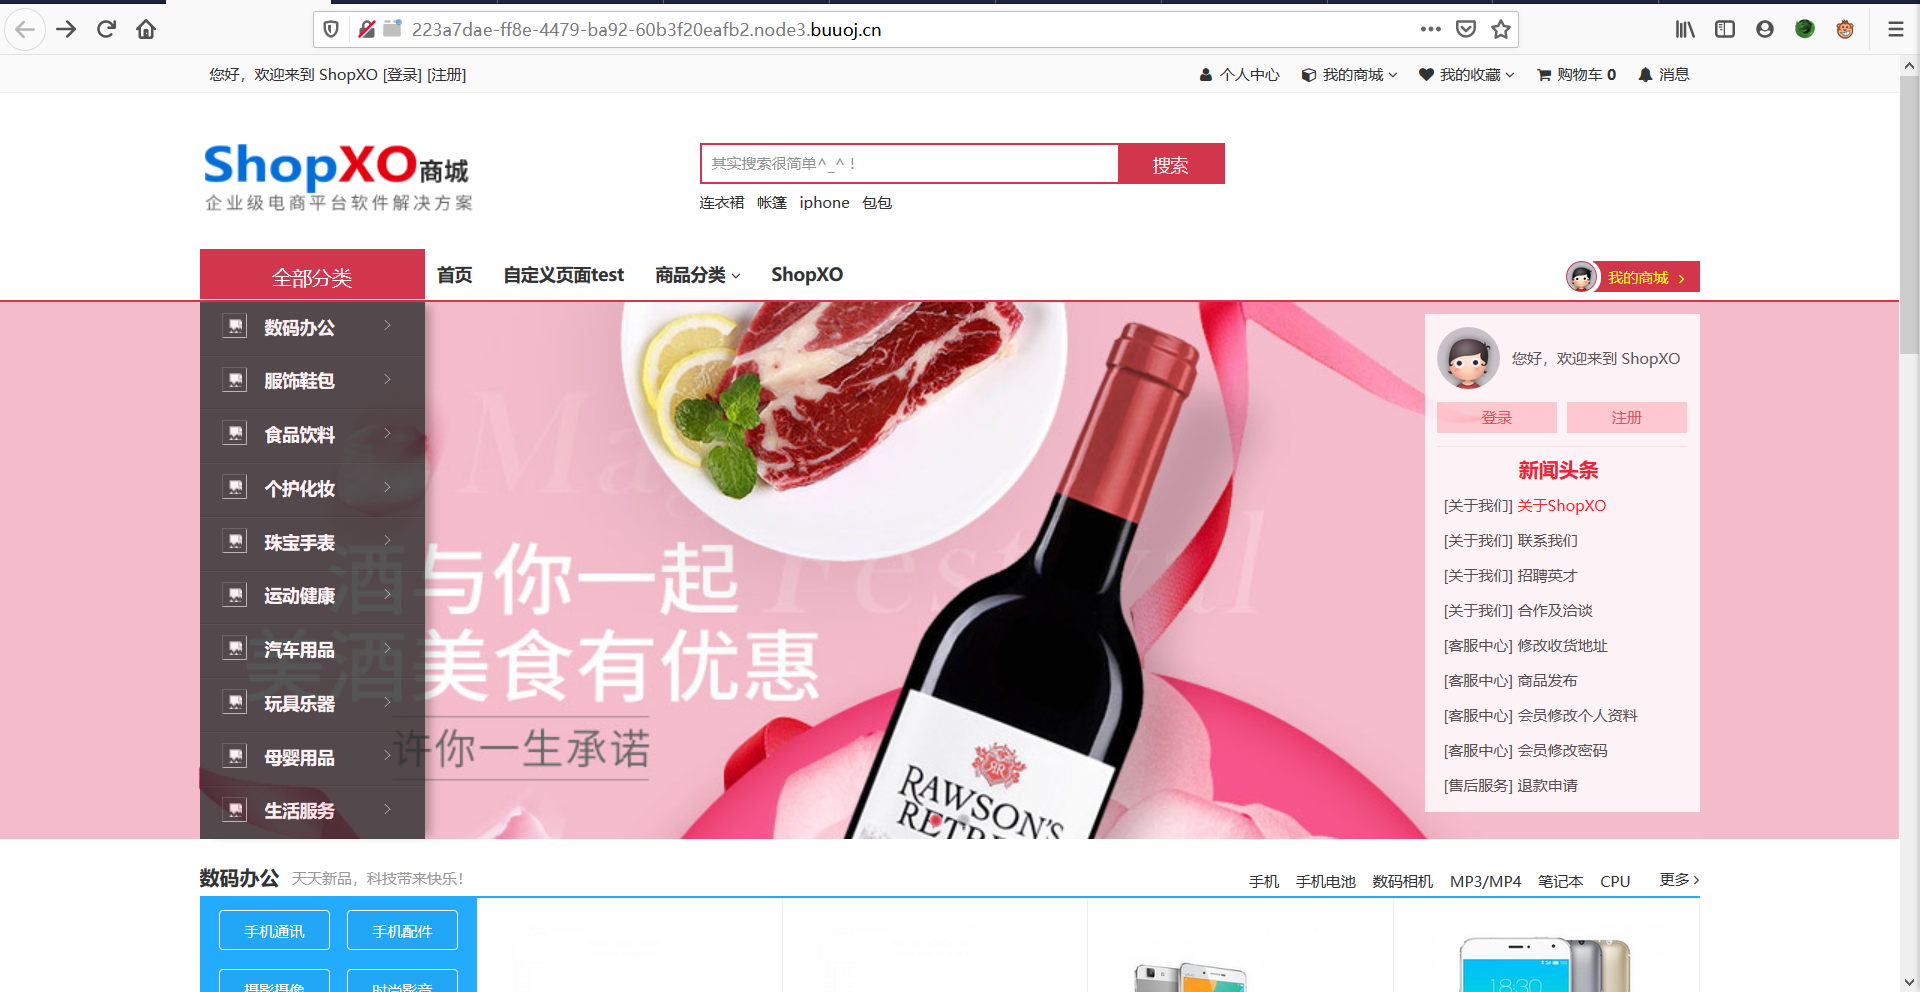 223a7dae-ff8e-4479-ba92-60b3f20eafb2.node3.buuoj.cn
您好，欢迎来到 ShopXO [登录] [注册]
个人中心 我的商城 我的收藏 购物车 0 消息
ShopXO商城
企业级电商平台软件解决方案
其实搜索很简单^_^ ! 搜索
连衣裙 帐篷 iphone 包包
全部分类 首页 自定义页面test 商品分类 ShopXO 我的商城
数码办公
服饰鞋包
食品饮料
个护化妆
珠宝手表
运动健康
汽车用品
玩具乐器
母婴用品
生活服务
酒与你一起
美酒美食有优惠
许你一生承诺
RAWSON'S
您好，欢迎来到 ShopXO
登录 注册
新闻头条
[关于我们] 关于ShopXO
[关于我们] 联系我们
[关于我们] 招聘英才
[关于我们] 合作及洽谈
[客服中心] 修改收货地址
[客服中心] 商品发布
[客服中心] 会员修改个人资料
[客服中心] 会员修改密码
[售后服务] 退款申请
数码办公 天天新品，科技带来快乐！
手机 手机电池 数码相机 MP3/MP4 笔记本 CPU 更多
手机通讯 手机配件
摄影摄像 时尚影音
18:30